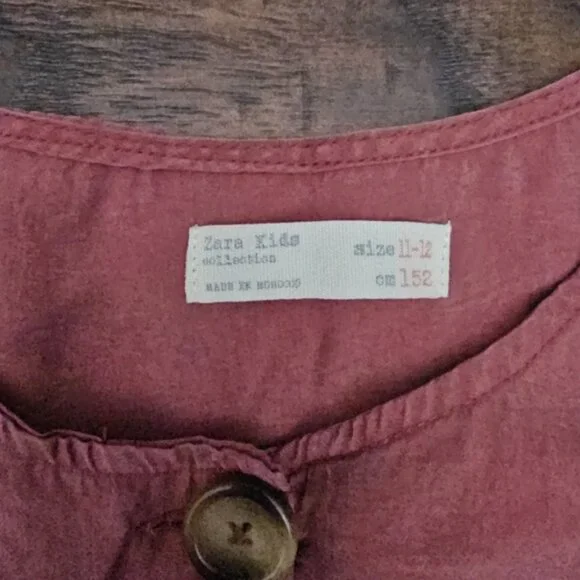 Zara Kids size 11-12
collection
MADE IN MOROCCO cm 152